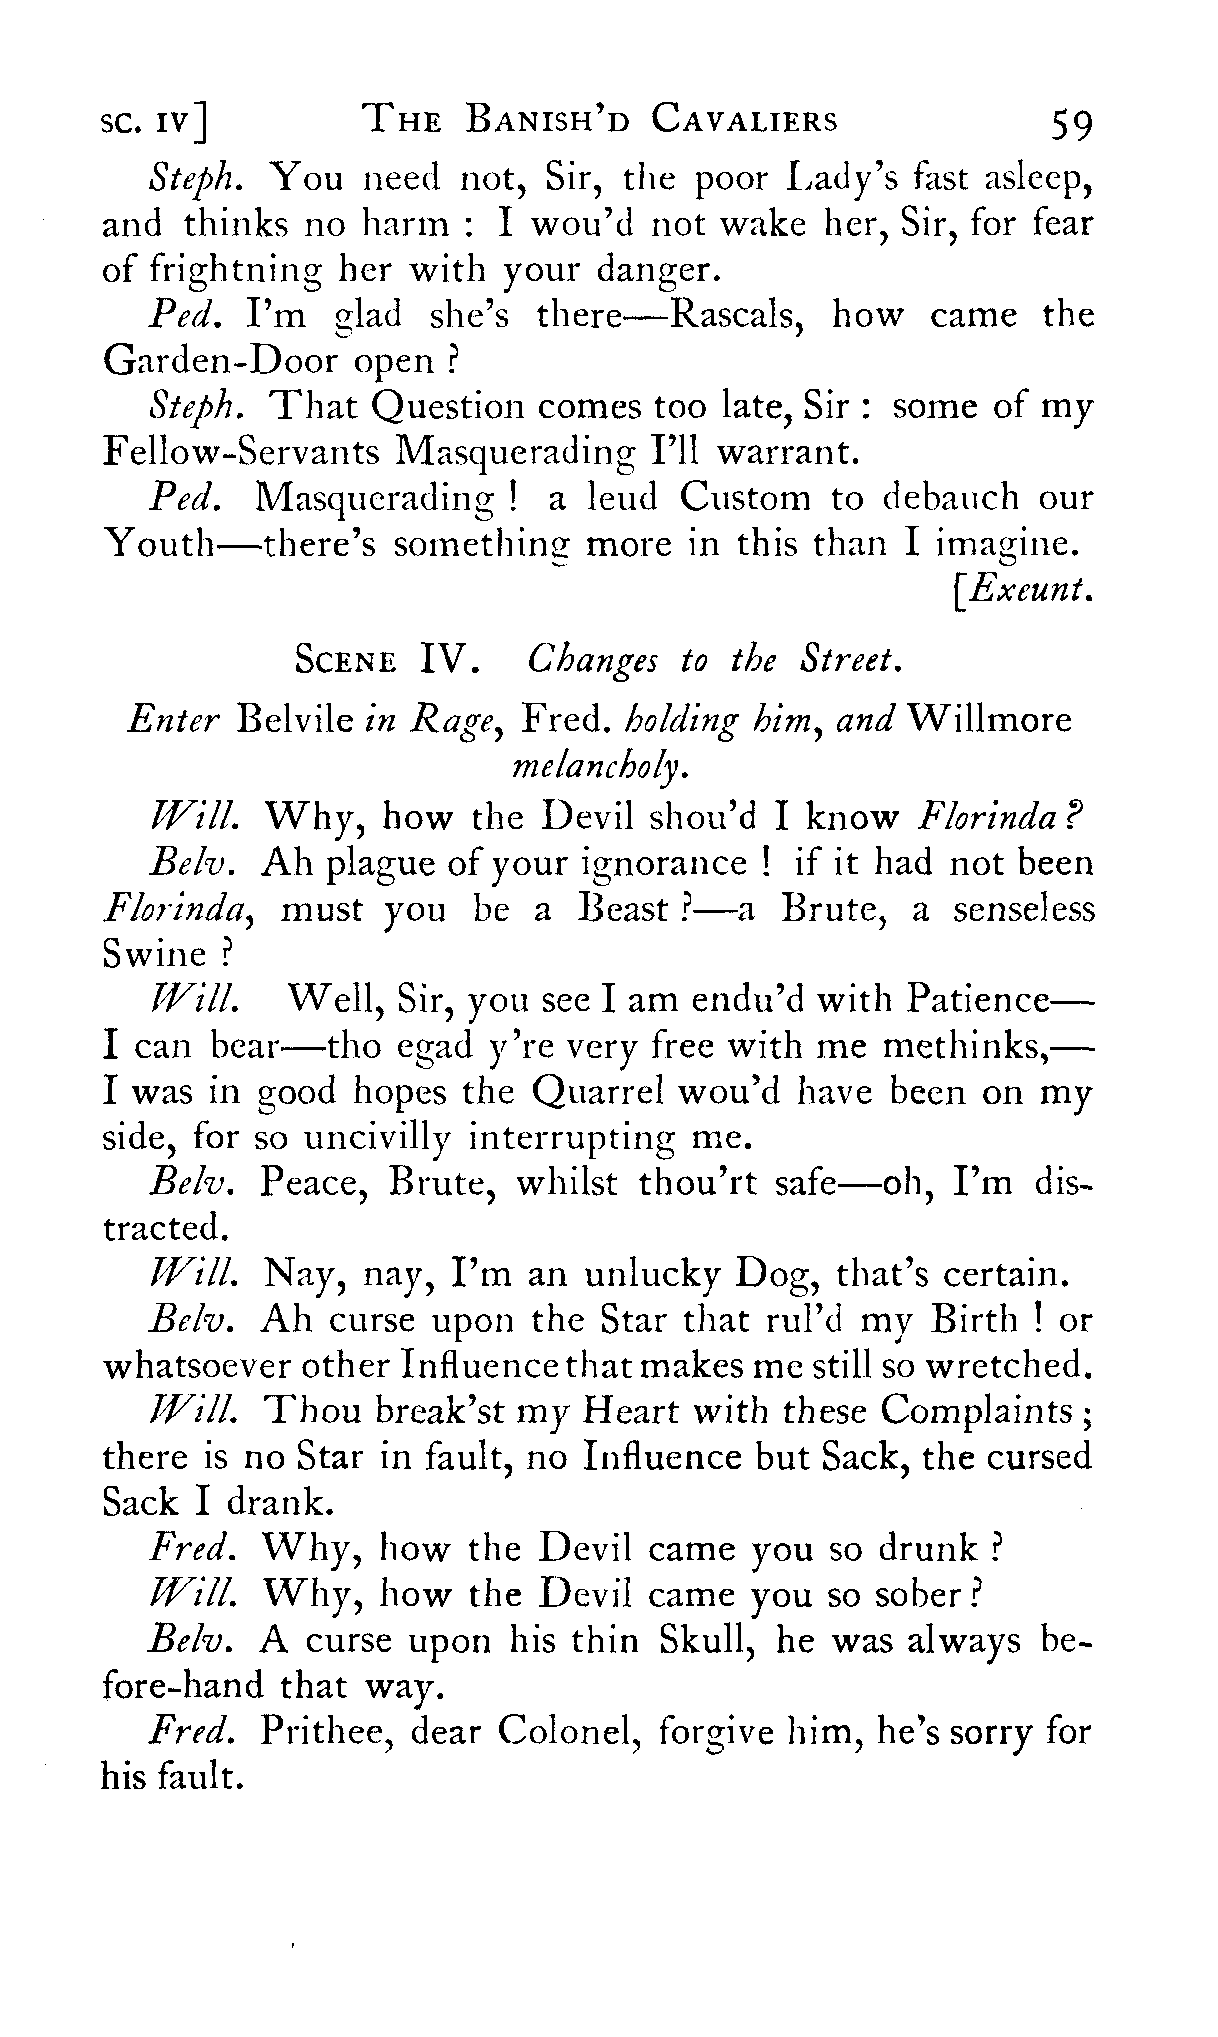 SC. IV] THE BANISH'D CAVALIERS 59
Steph. You need not, Sir, the poor Lady's fast asleep,
and thinks no harm : I wou'd not wake her, Sir, for fear
of frightning her with your danger.
Ped. I'm glad she's there—Rascals, how came the
Garden-Door open ?
Steph. That Question comes too late, Sir : some of my
Fellow-Servants Masquerading I'll warrant.
Ped. Masquerading ! a leud Custom to debauch our
Youth—there's something more in this than I imagine.
[Exeunt.
SCENE IV. Changes to the Street.
Enter Belvile in Rage, Fred. holding him, and Willmore
melancholy.
Will. Why, how the Devil shou'd I know Florinda?
Belv. Ah plague of your ignorance ! if it had not been
Florinda, must you be a Beast ?—a Brute, a senseless
Swine ?
Will. Well, Sir, you see I am endu'd with Patience—
I can bear—tho egad y're very free with me methinks,—
I was in good hopes the Quarrel wou'd have been on my
side, for so uncivilly interrupting me.
Belv. Peace, Brute, whilst thou'rt safe—oh, I'm dis-
tracted.
Will. Nay, nay, I'm an unlucky Dog, that's certain.
Belv. Ah curse upon the Star that rul'd my Birth ! or
whatsoever other Influence that makes me still so wretched.
Will. Thou break'st my Heart with these Complaints ;
there is no Star in fault, no Influence but Sack, the cursed
Sack I drank.
Fred. Why, how the Devil came you so drunk ?
Will. Why, how the Devil came you so sober ?
Belv. A curse upon his thin Skull, he was always be-
fore-hand that way.
Fred. Prithee, dear Colonel, forgive him, he's sorry for
his fault.